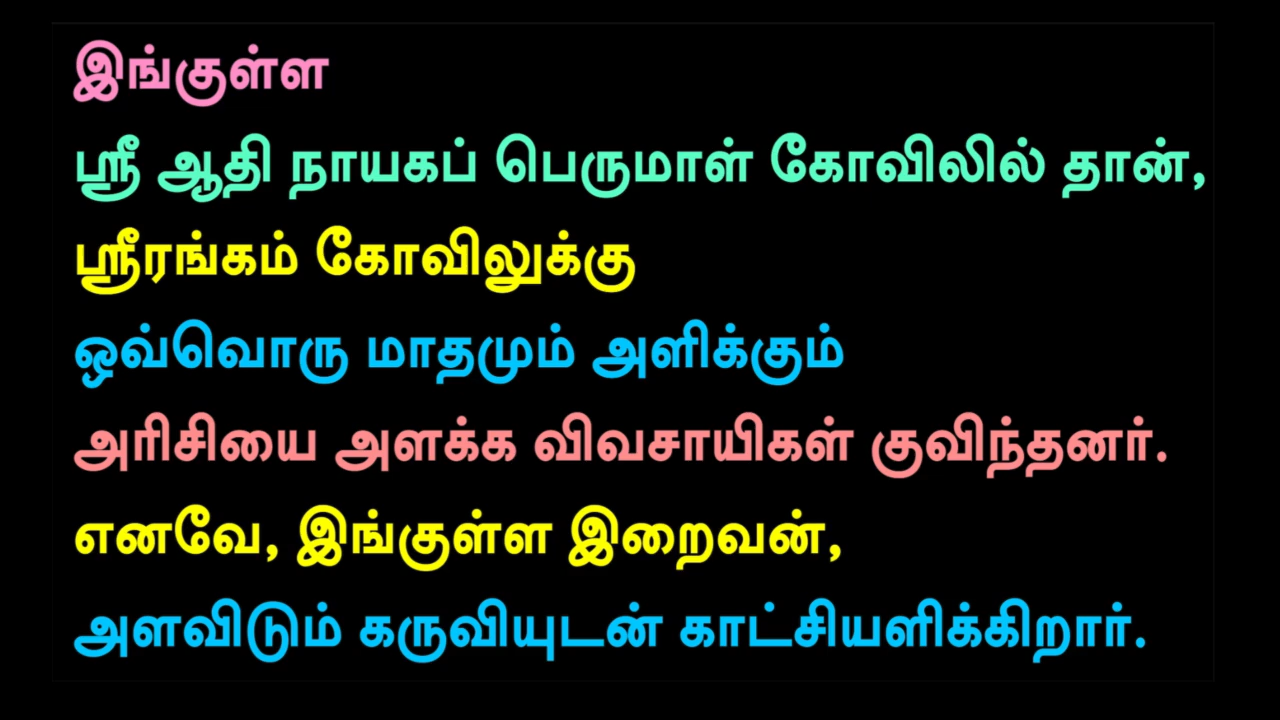 இங்குள்ள
ஸ்ரீ ஆதி நாயகப் பெருமாள் கோவிலில் தான்,
ஸ்ரீரங்கம் கோவிலுக்கு
ஒவ்வொரு மாதமும் அளிக்கும்
அரிசியை அளக்க விவசாயிகள் குவிந்தனர்.
எனவே, இங்குள்ள இறைவன்,
அளவிடும் கருவியுடன் காட்சியளிக்கிறார்.